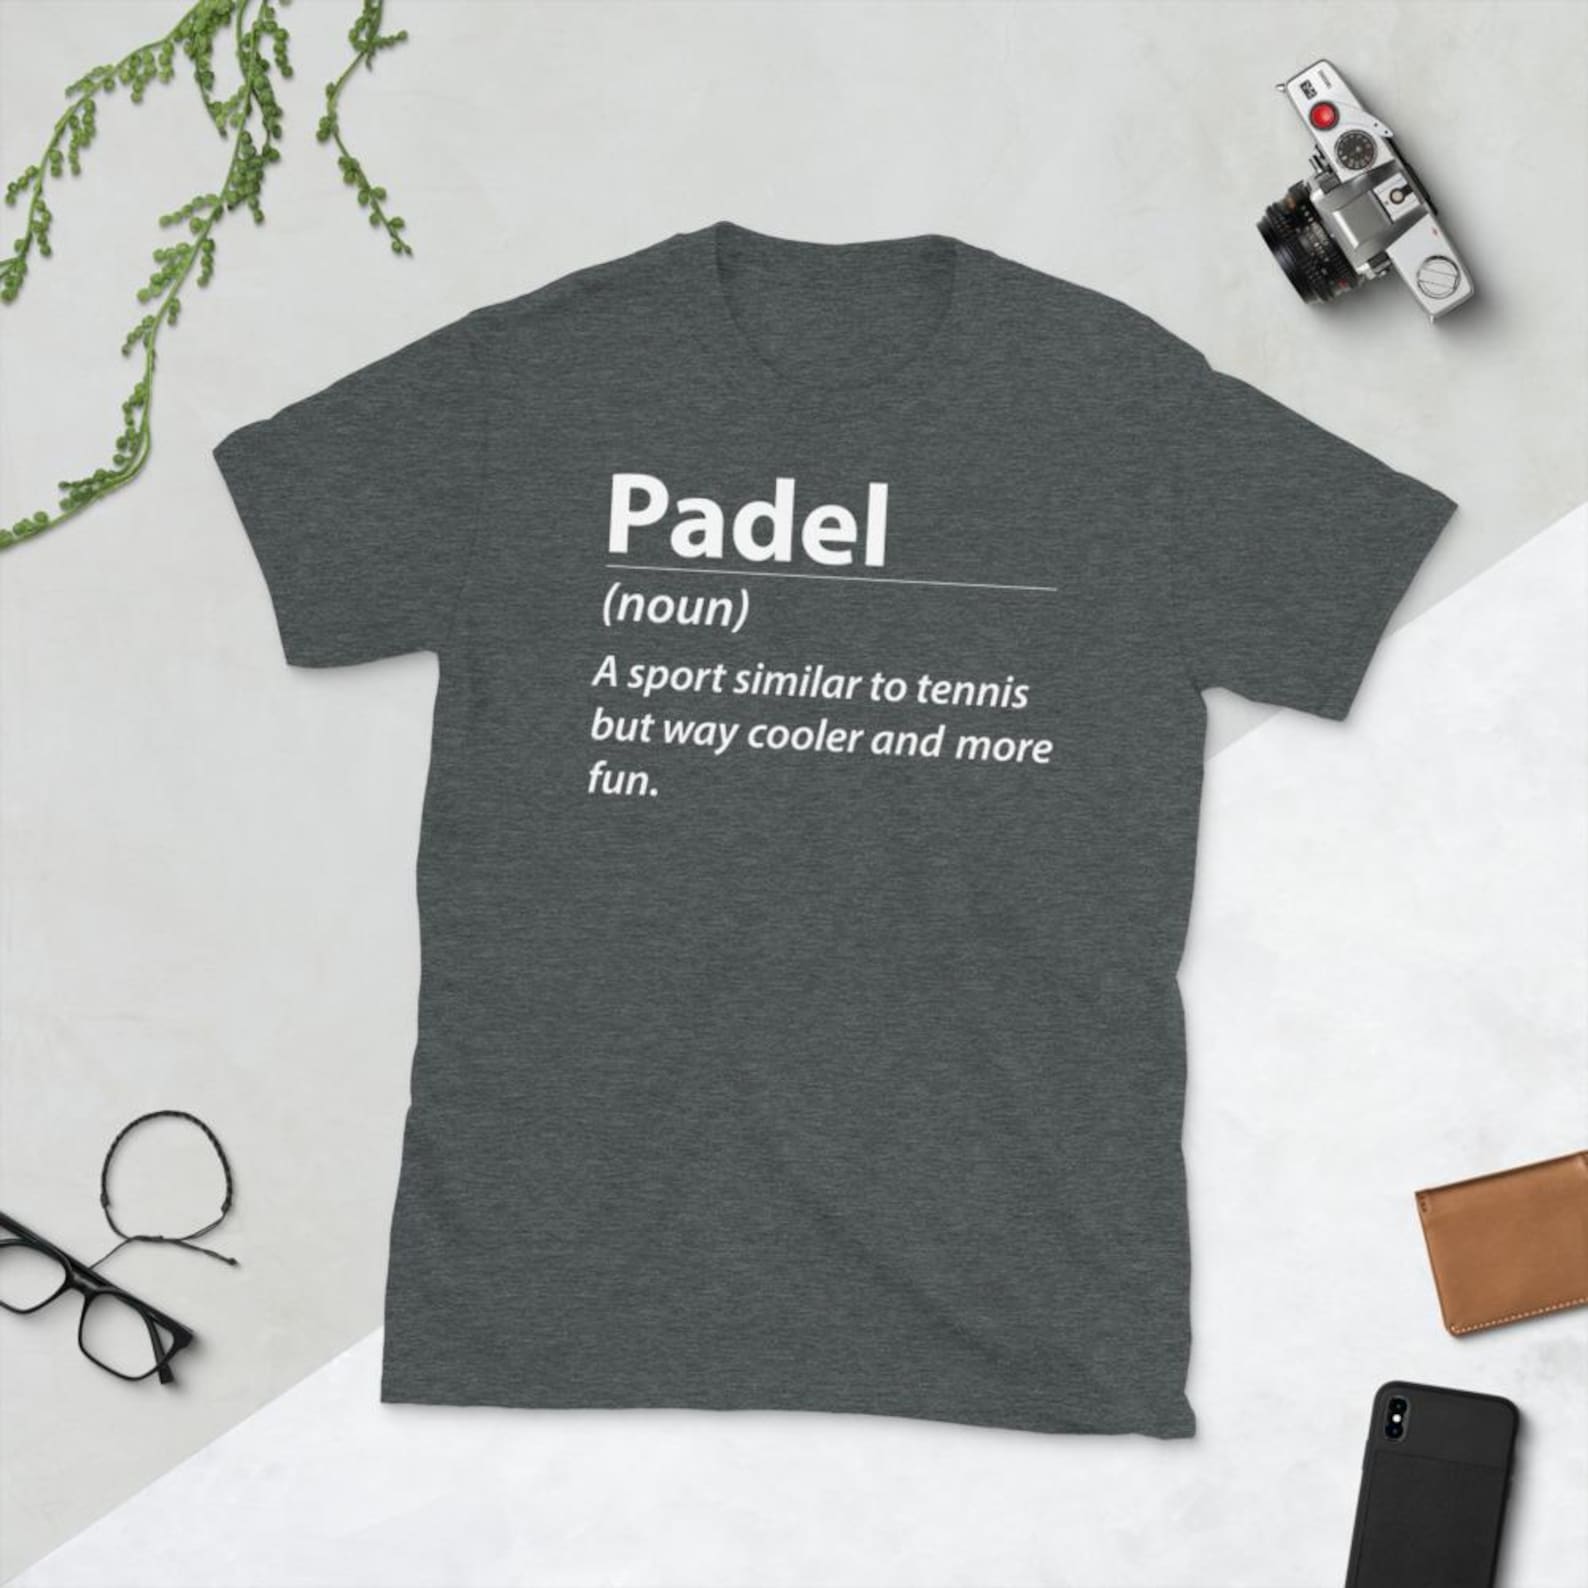 Padel
(noun)
A sport similar to tennis
but way cooler and more
fun.